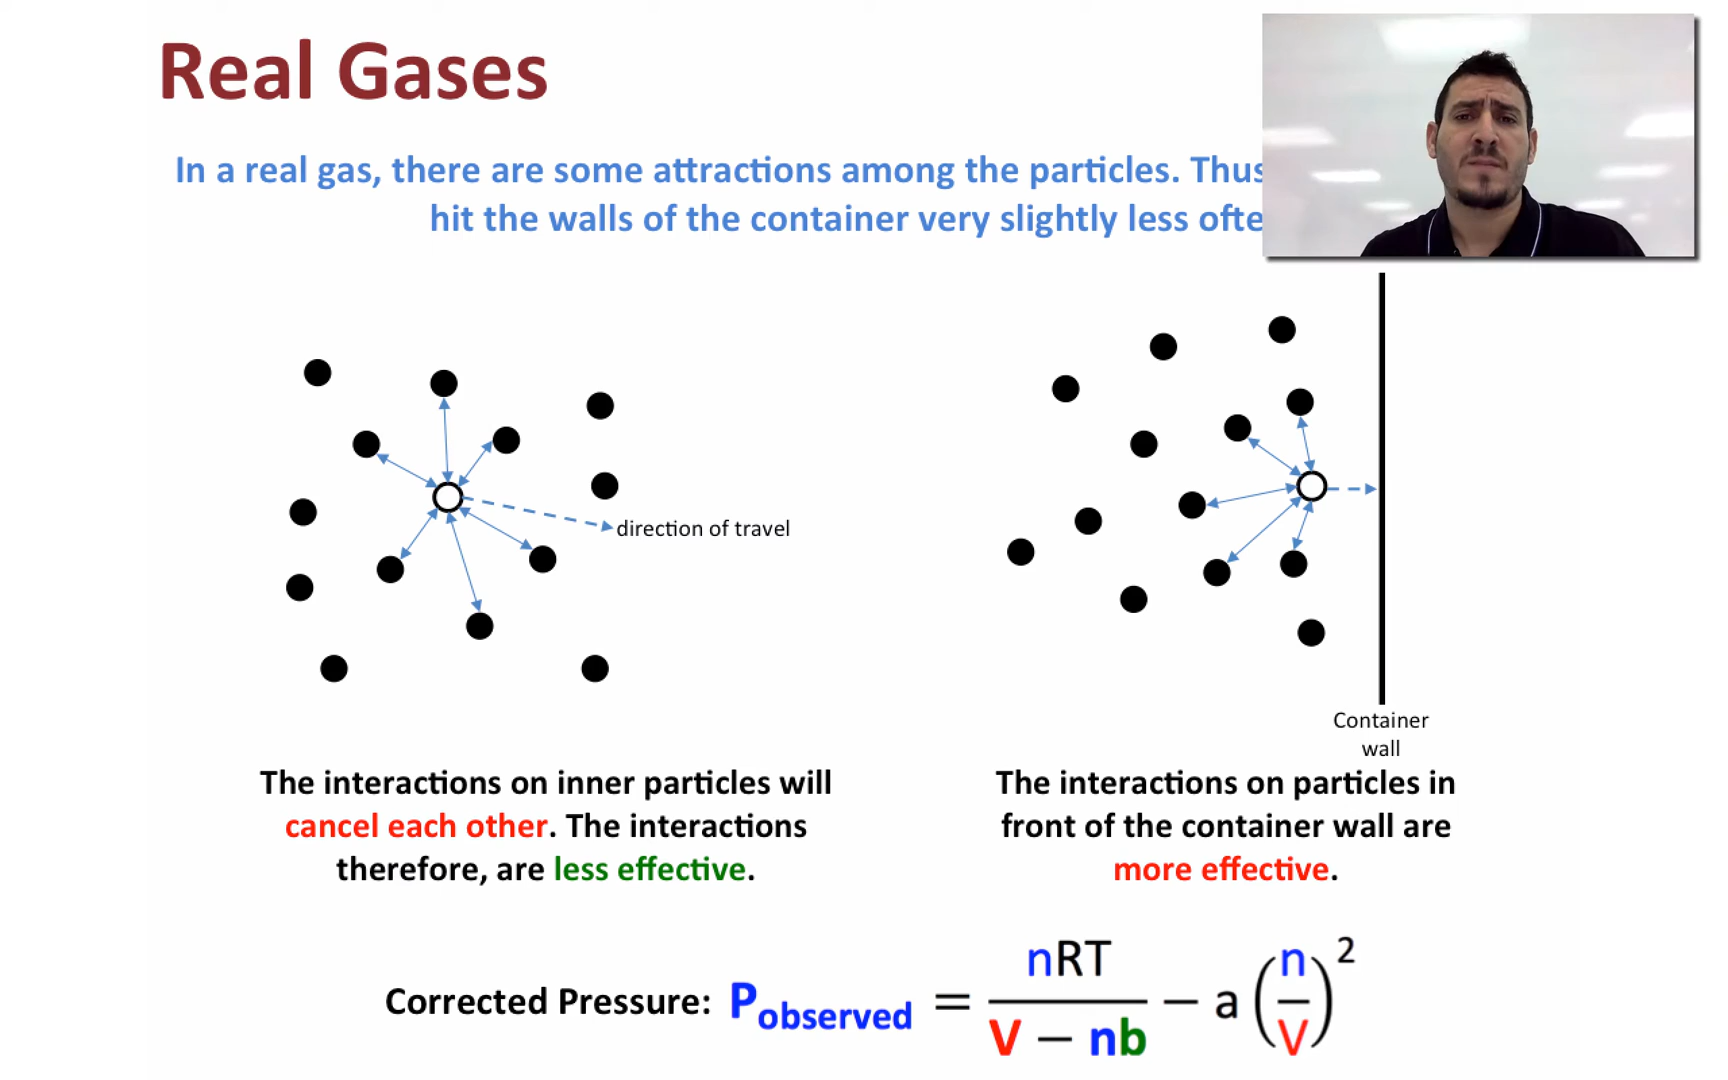 Real Gases
In a real gas, there are some attractions among the particles. Thus
hit the walls of the container very slightly less
direction of travel
Container
wall
The interactions on inner particles will
cancel each other. The interactions
therefore, are less effective.
The interactions on particles in
front of the container wall are
more effective.
Corrected Pressure: P_observed = nRT / (V − nb) − a (n/V)²